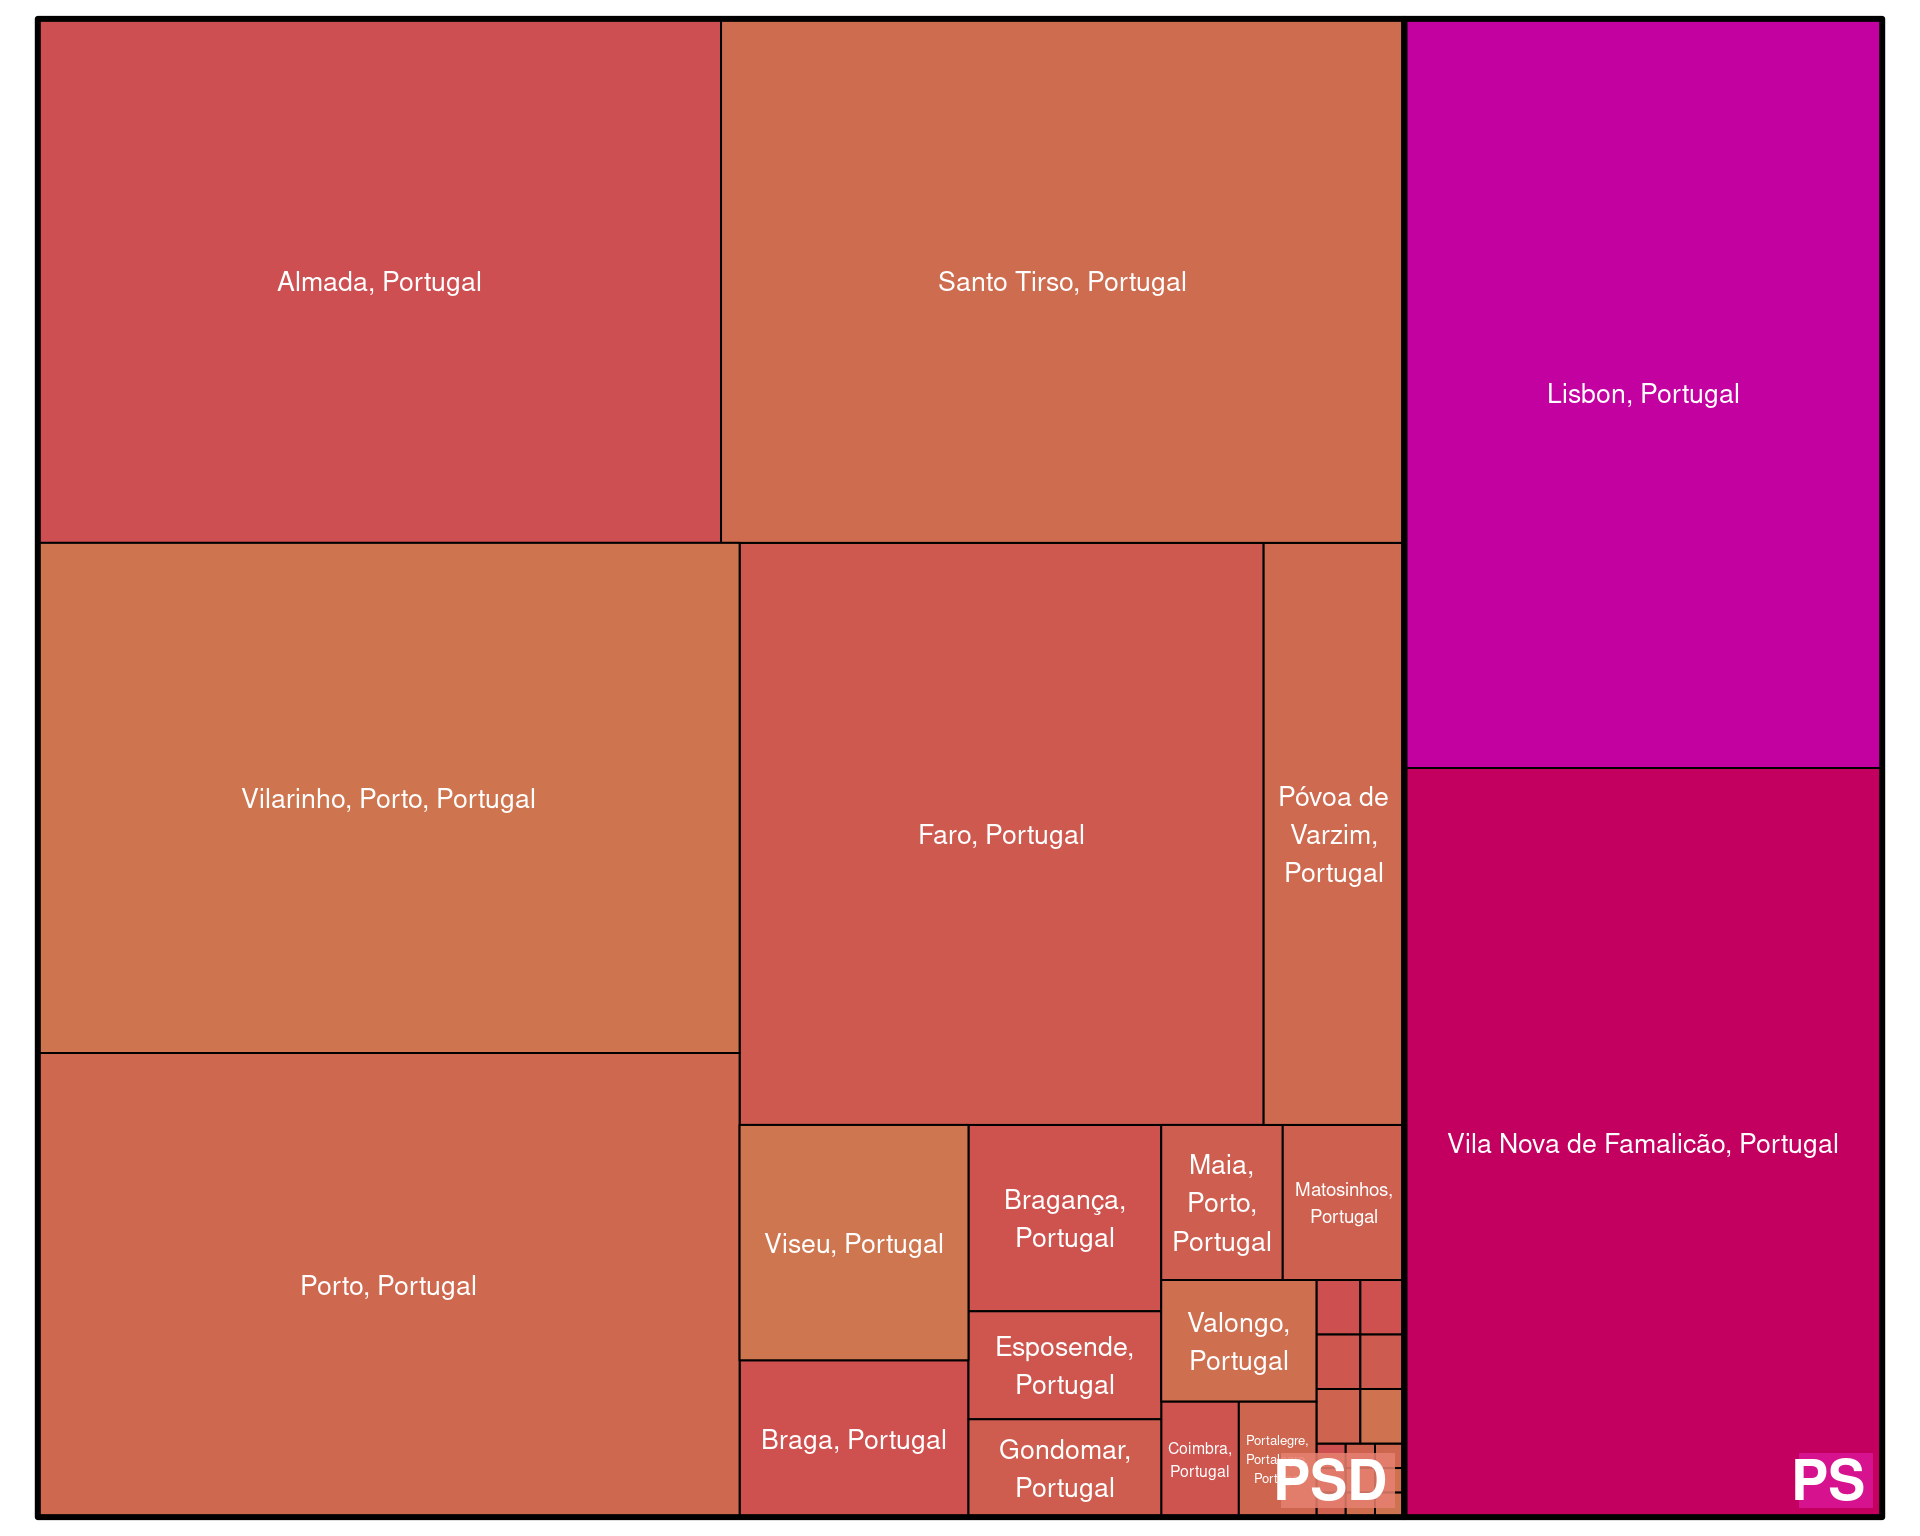 Almada, Portugal
Santo Tirso, Portugal
Lisbon, Portugal
Vilarinho, Porto, Portugal
Faro, Portugal
Póvoa de
Varzim,
Portugal
Vila Nova de Famalicão, Portugal
Porto, Portugal
Viseu, Portugal
Bragança,
Portugal
Maia,
Porto,
Portugal
Matosinhos,
Portugal
Esposende,
Portugal
Valongo,
Portugal
Braga, Portugal
Gondomar,
Portugal
Coimbra,
Portugal
Portalegre,
PSD
PS